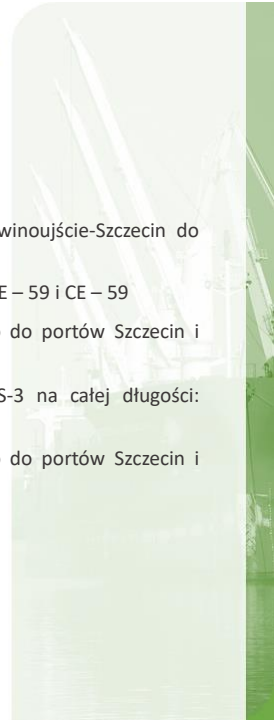 winoujście-Szczecin do
E – 59 i CE – 59
do portów Szczecin i
S-3 na całej długości:
do portów Szczecin i